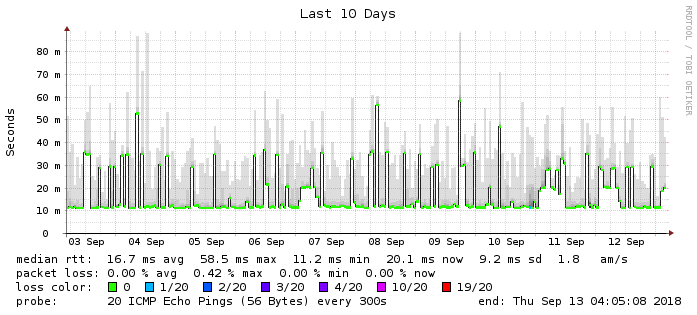 Last 10 Days
RRDTOOL / TOBI OETIKER
Seconds
80 m
70 m
60 m
50 m
40 m
30 m
20 m
10 m
0
03 Sep 04 Sep 05 Sep 06 Sep 07 Sep 08 Sep 09 Sep 10 Sep 11 Sep 12 Sep
median rtt: 16.7 ms avg 58.5 ms max 11.2 ms min 20.1 ms now 9.2 ms sd 1.8 am/s
packet loss: 0.00 % avg 0.42 % max 0.00 % min 0.00 % now
loss color: 0 1/20 2/20 3/20 4/20 10/20 19/20
probe: 20 ICMP Echo Pings (56 Bytes) every 300s end: Thu Sep 13 04:05:08 2018